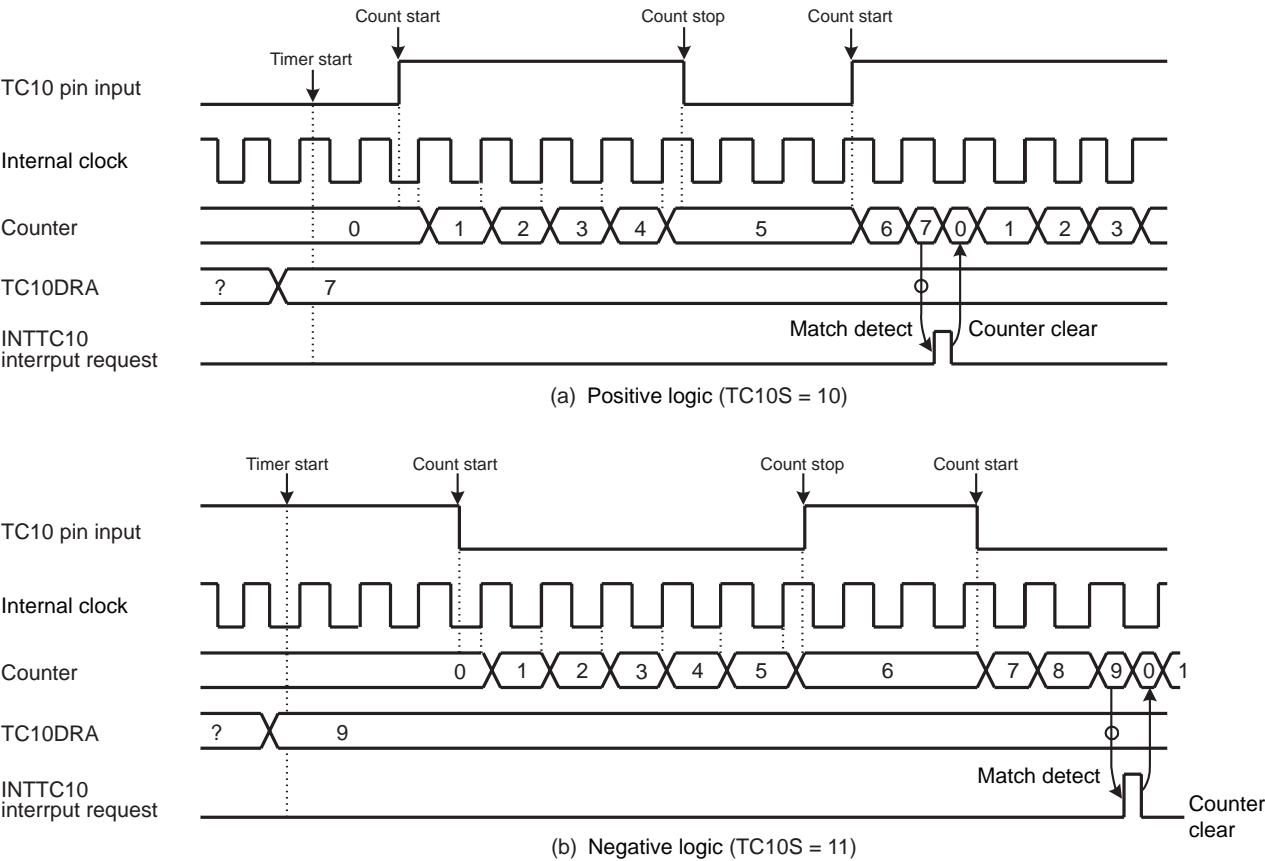 Count start Count stop Count start
Timer start
TC10 pin input
Internal clock
Counter 0 1 2 3 4 5 6 7 0 1 2 3
TC10DRA ? 7
INTTC10
interrput request
Match detect Counter clear
(a) Positive logic (TC10S = 10)
Timer start Count start Count stop Count start
TC10 pin input
Internal clock
Counter 0 1 2 3 4 5 6 7 8 9 0 1
TC10DRA ? 9
INTTC10
interrput request
Match detect
Counter
clear
(b) Negative logic (TC10S = 11)